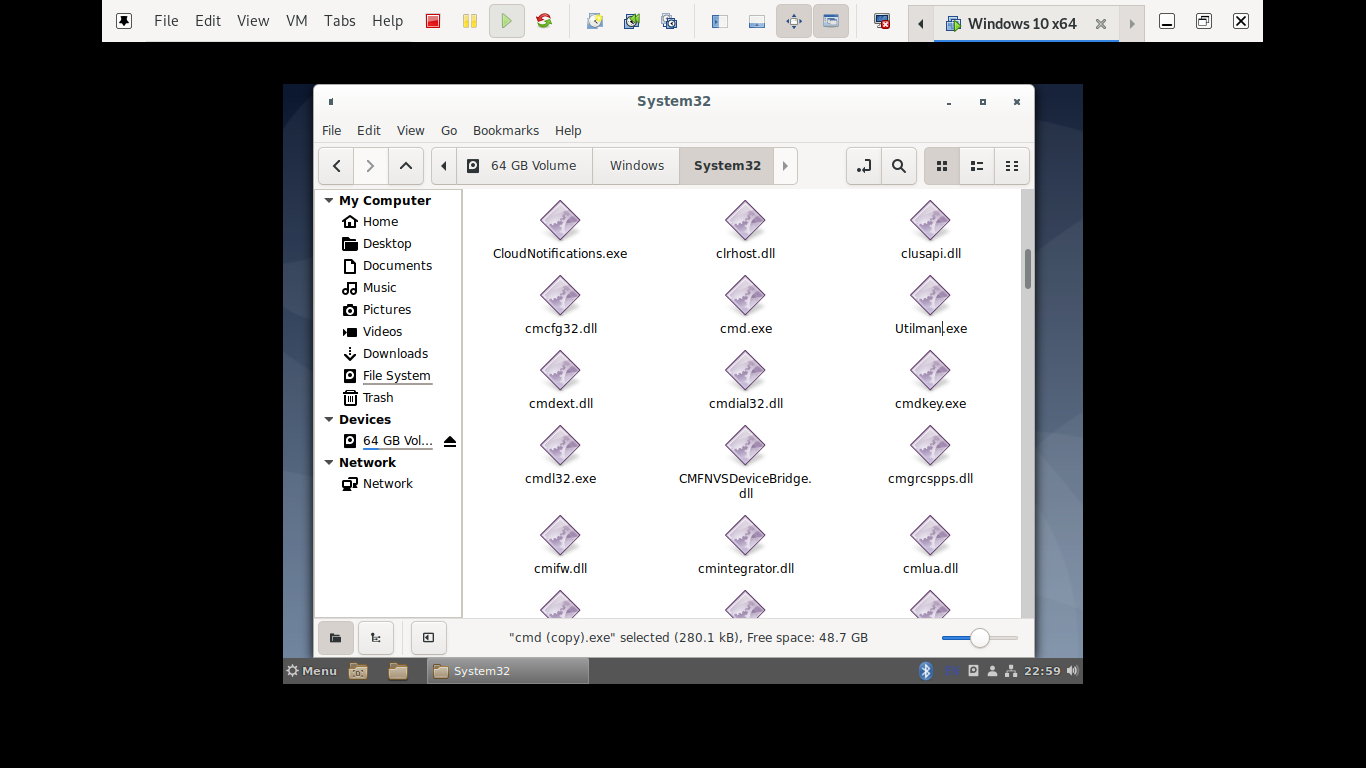 File Edit View VM Tabs Help
Windows 10 x64
System32
File Edit View Go Bookmarks Help
64 GB Volume Windows System32
My Computer
Home
Desktop
Documents
Music
Pictures
Videos
Downloads
File System
Trash
Devices
64 GB Vol...
Network
Network
CloudNotifications.exe clrhost.dll clusapi.dll
cmcfg32.dll cmd.exe Utilman.exe
cmdext.dll cmdial32.dll cmdkey.exe
cmdl32.exe CMFNVSDeviceBridge.
dll cmgrcspps.dll
cmifw.dll cmintegrator.dll cmlua.dll
"cmd (copy).exe" selected (280.1 kB), Free space: 48.7 GB
Menu System32 22:59